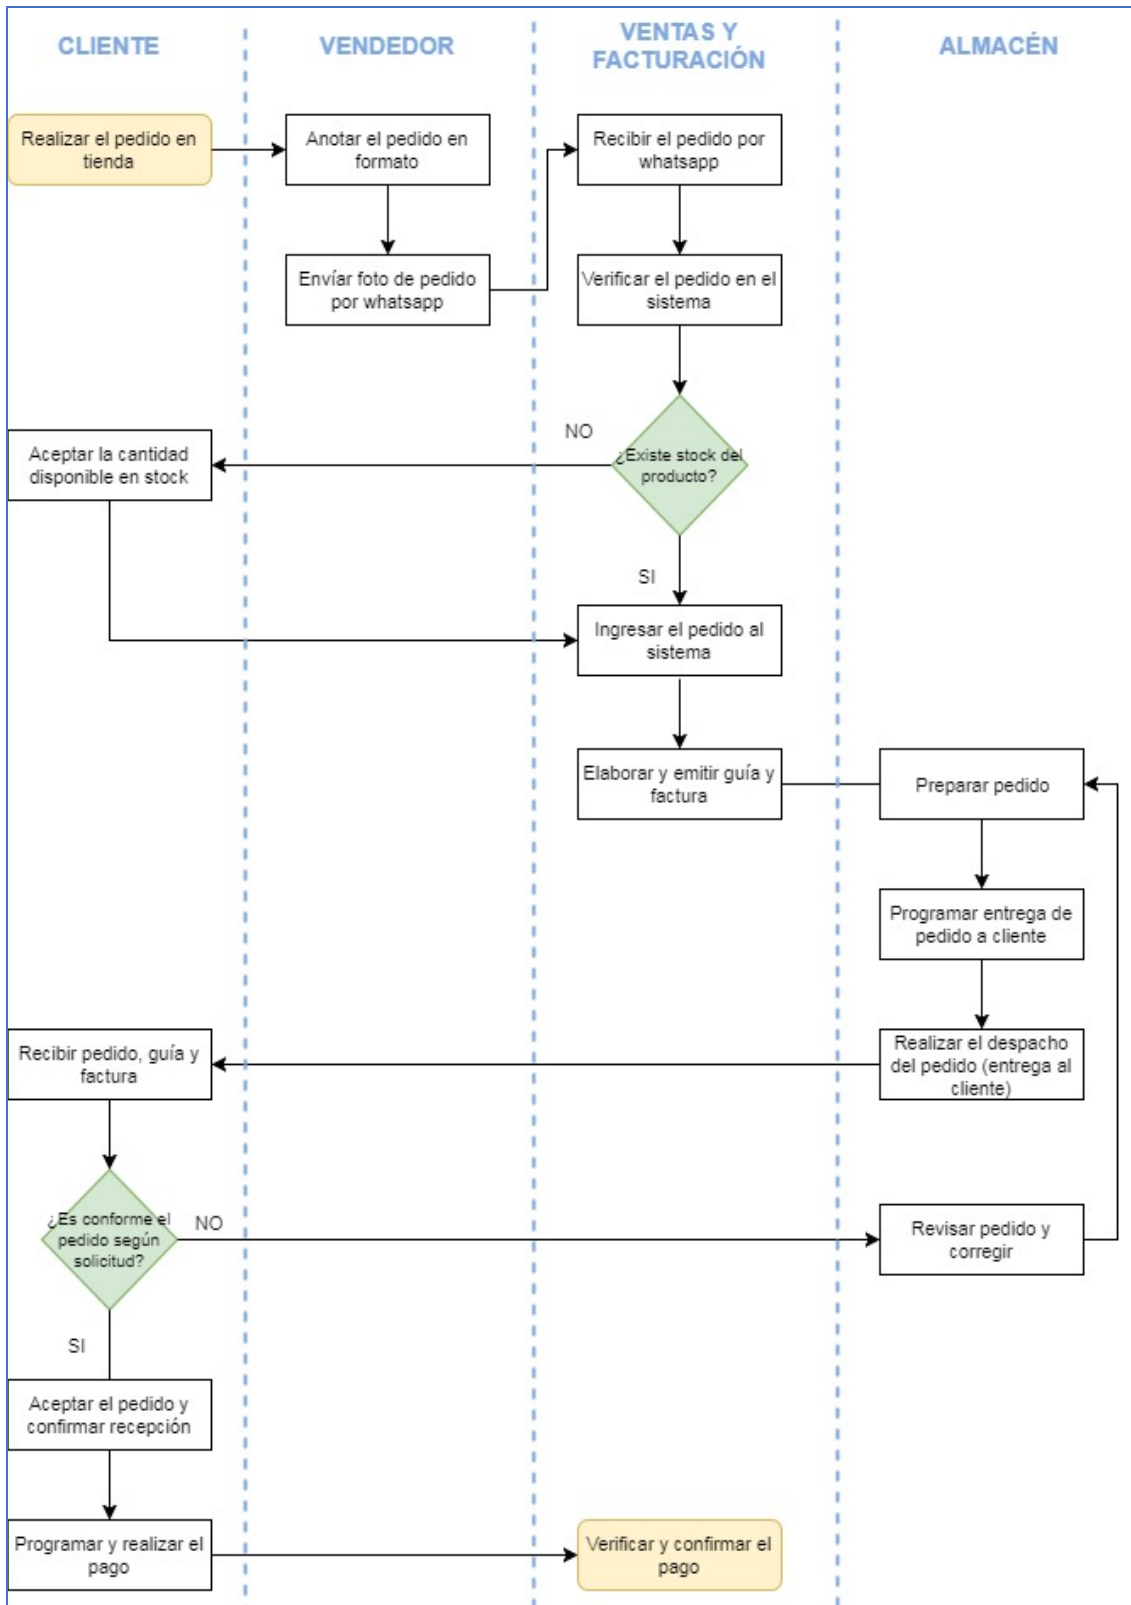 CLIENTE
VENDEDOR
VENTAS Y
FACTURACIÓN
ALMACÉN
Realizar el pedido en
tienda
Anotar el pedido en
formato
Recibir el pedido por
whatsapp
Envíar foto de pedido
por whatsapp
Verificar el pedido en el
sistema
¿Existe stock del
producto?
NO
Aceptar la cantidad
disponible en stock
SI
Ingresar el pedido al
sistema
Elaborar y emitir guía y
factura
Preparar pedido
Programar entrega de
pedido a cliente
Realizar el despacho
del pedido (entrega al
cliente)
Recibir pedido, guía y
factura
¿Es conforme el
pedido según
solicitud?
NO
Revisar pedido y
corregir
SI
Aceptar el pedido y
confirmar recepción
Programar y realizar el
pago
Verificar y confirmar el
pago